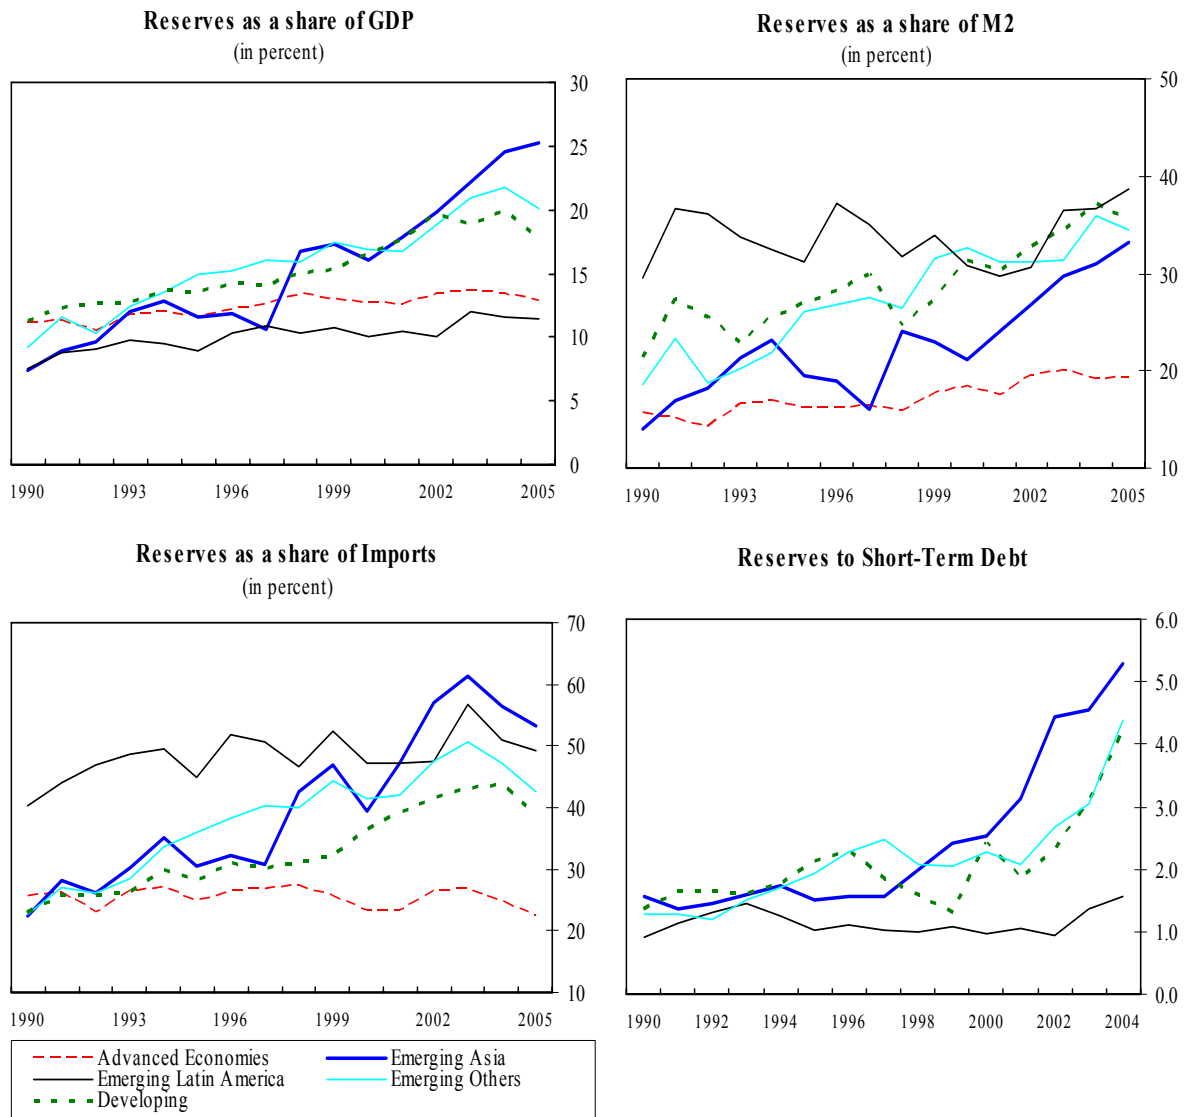 Reserves as a share of GDP
(in percent)
30
25
20
15
10
5
0
1990 1993 1996 1999 2002 2005
Reserves as a share of M2
(in percent)
50
40
30
20
10
1990 1993 1996 1999 2002 2005
Reserves as a share of Imports
(in percent)
70
60
50
40
30
20
10
1990 1993 1996 1999 2002 2005
Reserves to Short-Term Debt
6.0
5.0
4.0
3.0
2.0
1.0
0.0
1990 1992 1994 1996 1998 2000 2002 2004
Advanced Economies
Emerging Asia
Emerging Latin America
Emerging Others
Developing